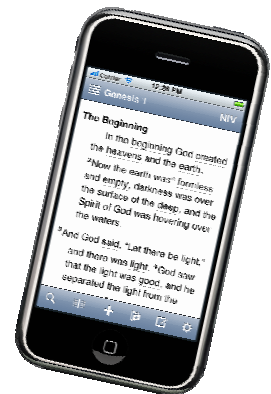 Carrier 12:26 PM
Genesis 1 NIV
The Beginning
In the beginning God created
the heavens and the earth.
2Now the earth was formless
and empty, darkness was over
the surface of the deep, and the
Spirit of God was hovering over
the waters.
3And God said, "Let there be light,"
and there was light. 4God saw
that the light was good, and he
separated the light from the